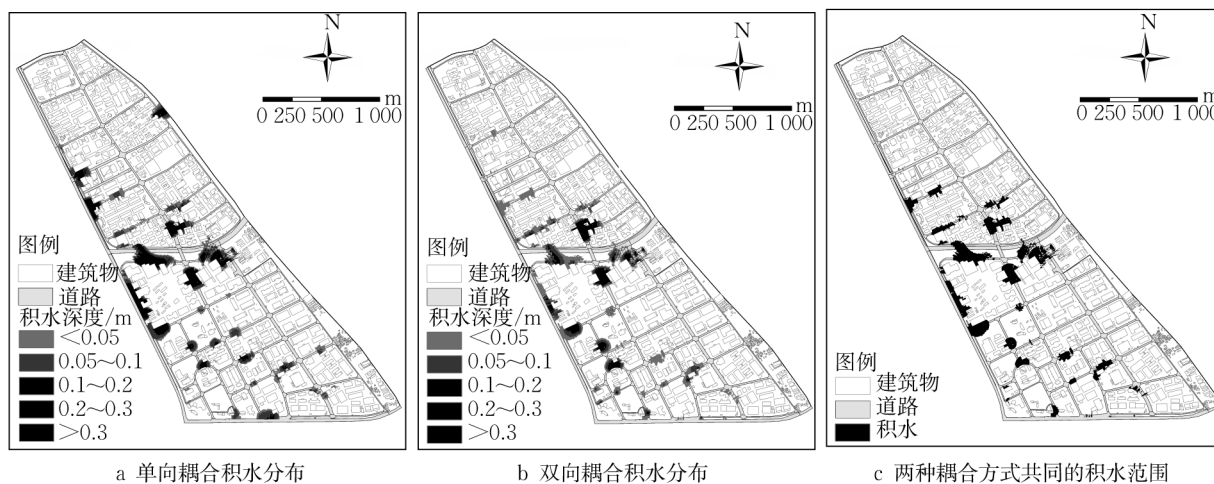 N
m
0 250 500 1 000
图例
建筑物
道路
积水深度/m
<0.05
0.05～0.1
0.1～0.2
0.2～0.3
>0.3
a 单向耦合积水分布
N
m
0 250 500 1 000
图例
建筑物
道路
积水深度/m
<0.05
0.05～0.1
0.1～0.2
0.2～0.3
>0.3
b 双向耦合积水分布
N
m
0 250 500 1 000
图例
建筑物
道路
积水
c 两种耦合方式共同的积水范围